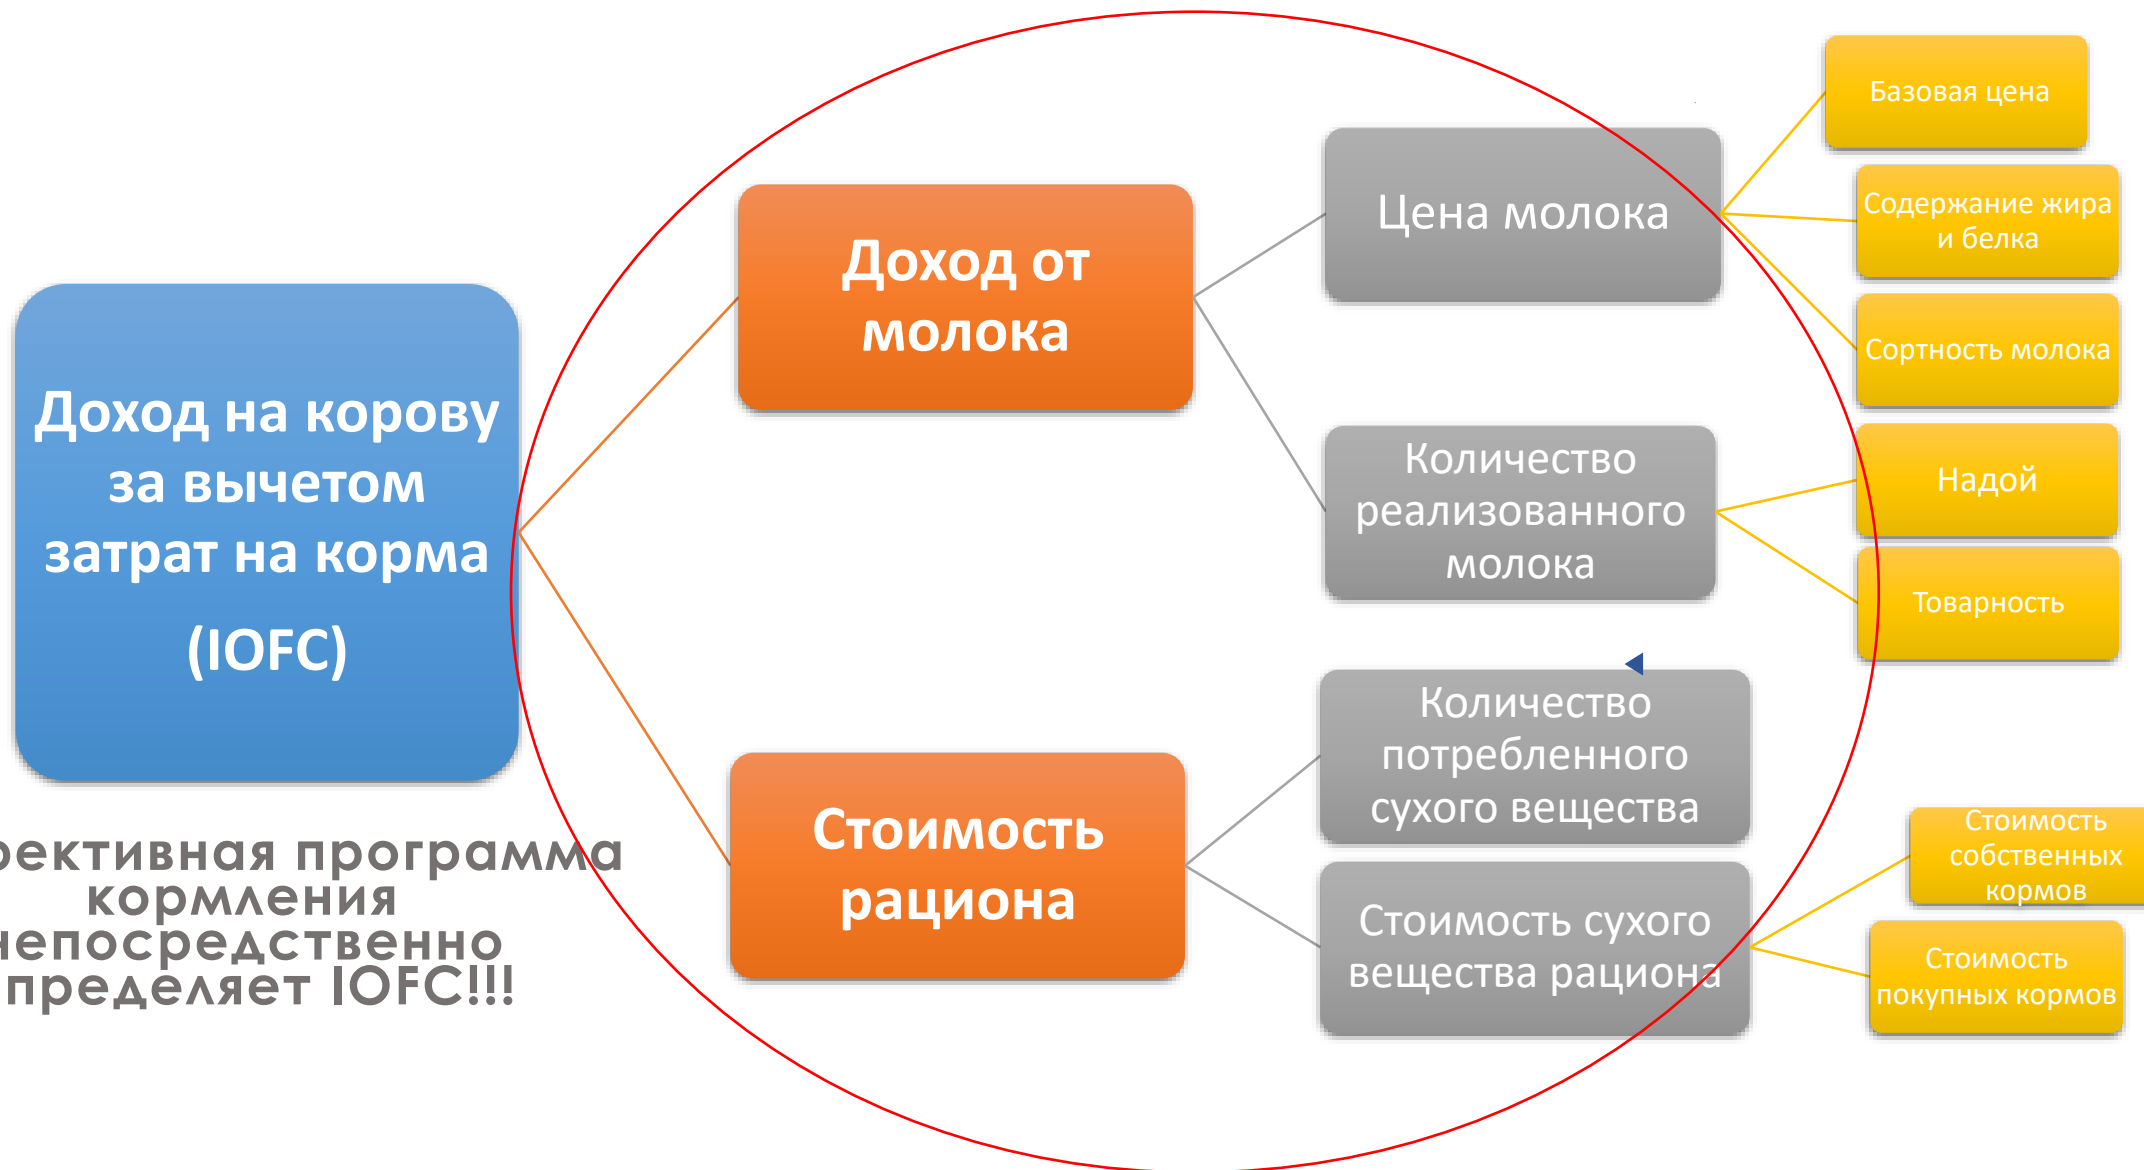 Доход на корову
за вычетом
затрат на корма
(IOFC)
Доход от
молока
Стоимость
рациона
Цена молока
Количество
реализованного
молока
Количество
потребленного
сухого вещества
Стоимость сухого
вещества рациона
Базовая цена
Содержание жира
и белка
Сортность молока
Надой
Товарность
Стоимость
собственных
кормов
Стоимость
покупных кормов
программа
кормления
непосредственно
IOFC!!!